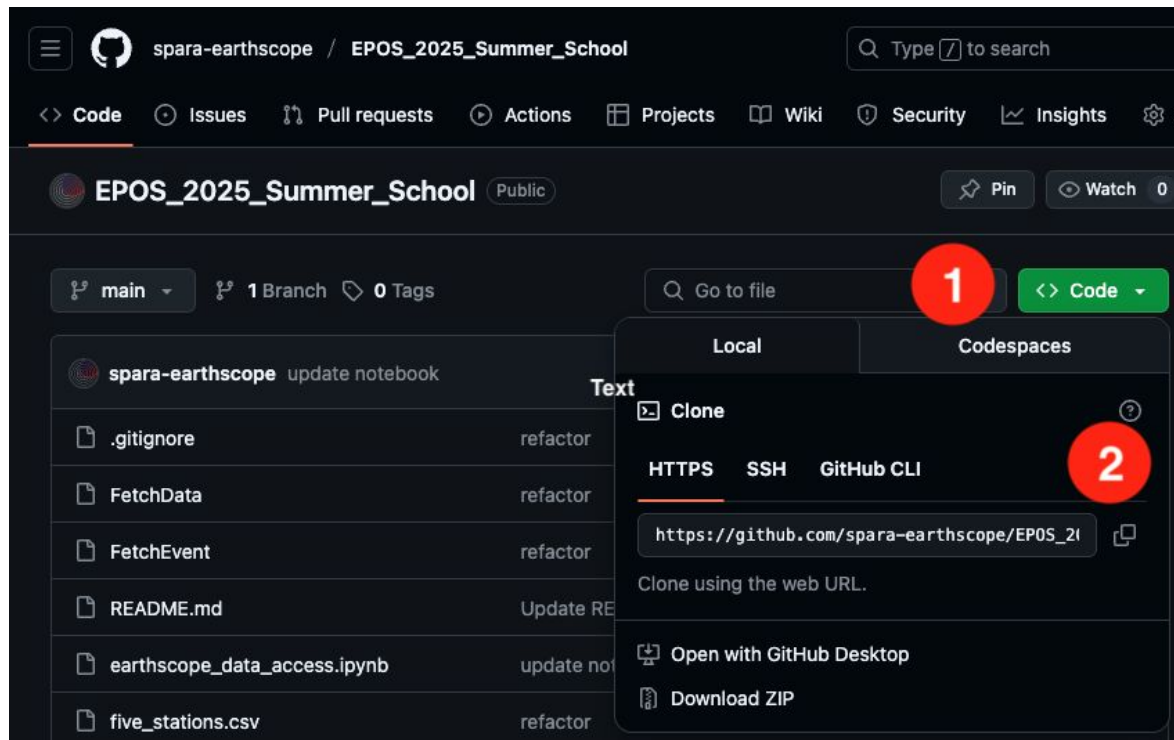 spara-earthscope / EPOS_2025_Summer_School
Type / to search
Code Issues Pull requests Actions Projects Wiki Security Insights
EPOS_2025_Summer_School Public
Pin Watch 0
main 1 Branch 0 Tags
Go to file
1
<> Code
Local Codespaces
spara-earthscope update notebook
Text
Clone
HTTPS SSH GitHub CLI
2
https://github.com/spara-earthscope/EPOS_2
Clone using the web URL.
Open with GitHub Desktop
Download ZIP
.gitignore refactor
FetchData refactor
FetchEvent refactor
README.md Update RE
earthscope_data_access.ipynb update not
five_stations.csv refactor